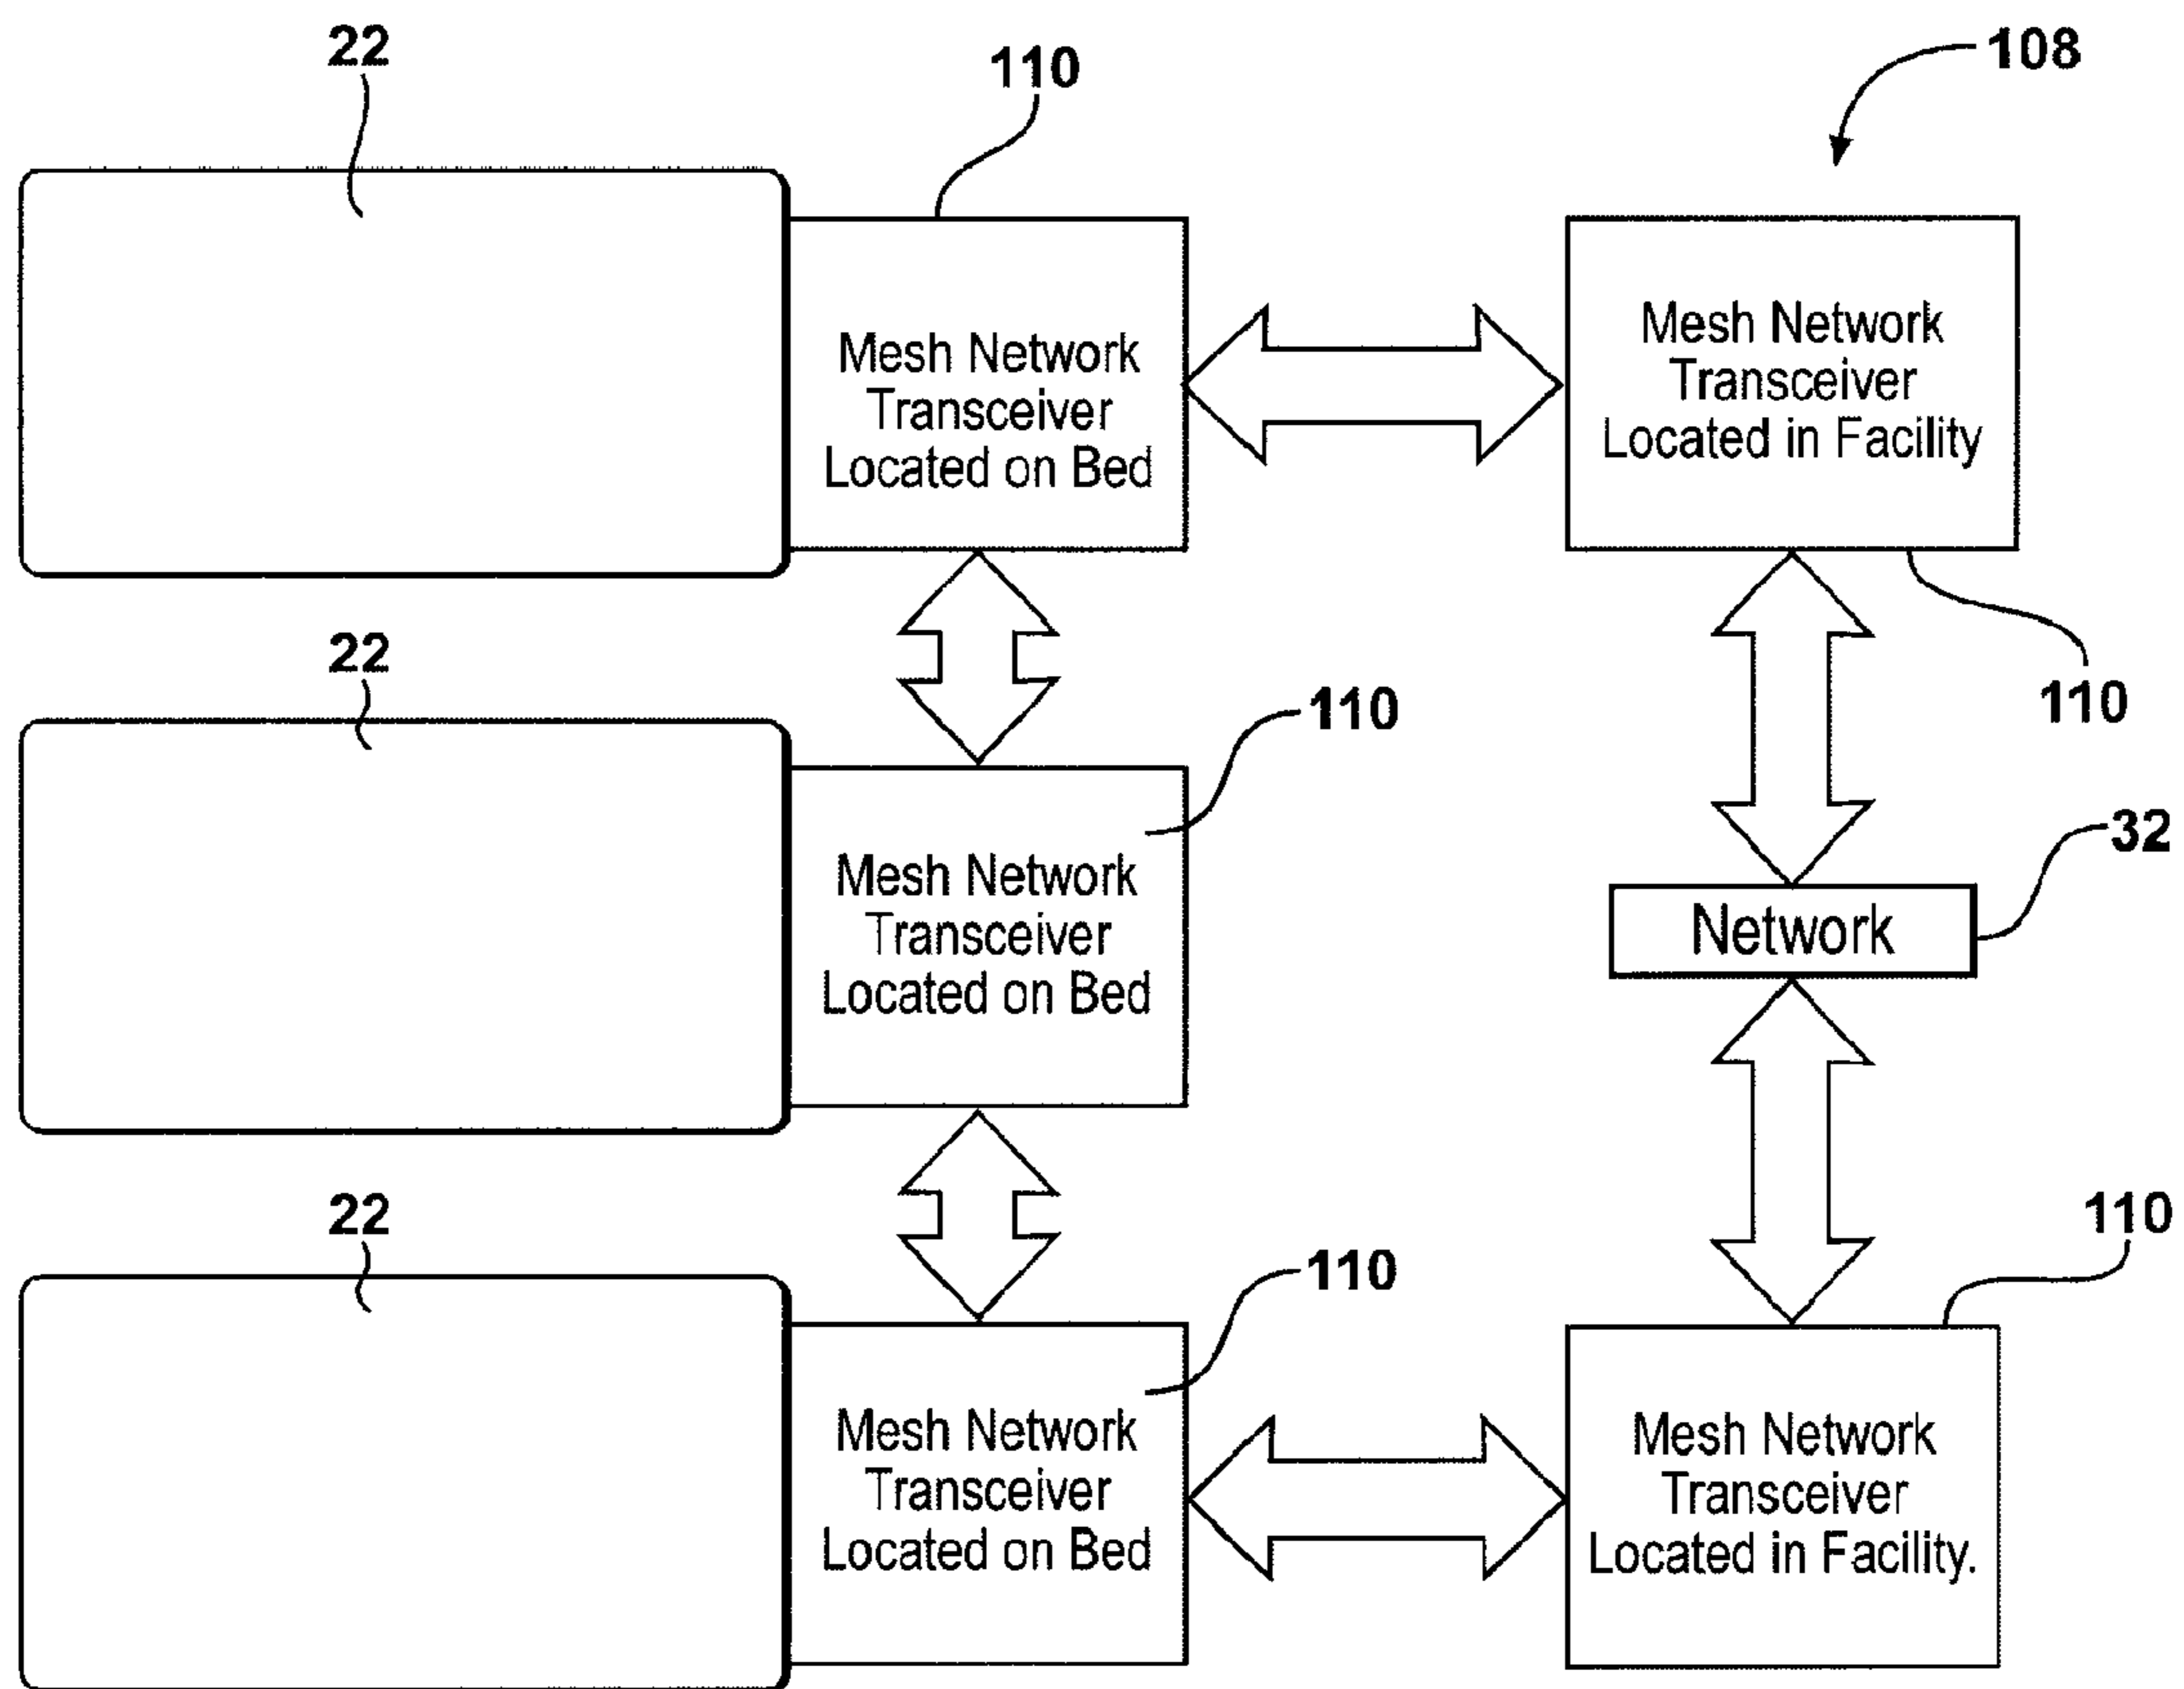 22
110
108
Mesh Network
Transceiver
Located on Bed
Mesh Network
Transceiver
Located in Facility
110
22
110
Mesh Network
Transceiver
Located on Bed
32
Network
22
110
110
Mesh Network
Transceiver
Located on Bed
Mesh Network
Transceiver
Located in Facility.